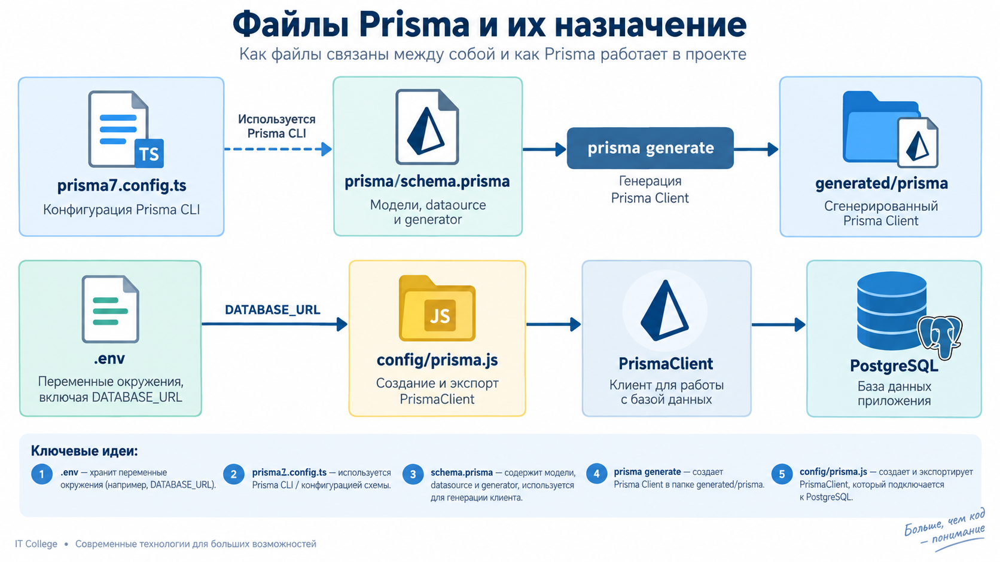 Файлы Prisma и их назначение
Как файлы связаны между собой и как Prisma работает в проекте
TS
prisma7.config.ts
Конфигурация Prisma CLI
Используется
Prisma CLI
prisma/schema.prisma
Модели, dataource
и generator
prisma generate
Генерация
Prisma Client
generated/prisma
Сгенерированный
Prisma Client
.env
Переменные окружения,
включая DATABASE_URL
DATABASE_URL
JS
config/prisma.js
Создание и экспорт
PrismaClient
PrismaClient
Клиент для работы
с базой данных
PostgreSQL
База данных
приложения
Ключевые идеи:
1
.env — хранит переменные
окружения (например, DATABASE_URL).
2
prisma7.config.ts — используется
Prisma CLI / конфигурацией схемы.
3
schema.prisma — содержит модели,
datasource и generator, используется
для генерации клиента.
4
prisma generate — создает
Prisma Client в папке generated/prisma.
5
config/prisma.js — создает и экспортирует
PrismaClient, который подключается
к PostgreSQL.
Больше, чем код
— понимание
IT College • Современные технологии для больших возможностей